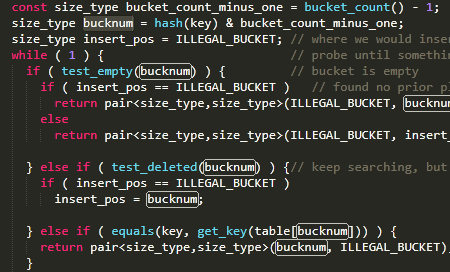 const size_type bucket_count_minus_one = bucket_count() - 1;
size_type bucknum = hash(key) & bucket_count_minus_one;
size_type insert_pos = ILLEGAL_BUCKET; // where we would
while ( 1 ) { // probe until
if ( test_empty(bucknum) ) { // bucket is empty
if ( insert_pos == ILLEGAL_BUCKET ) // found no prior
return pair<size_type,size_type>(ILLEGAL_BUCKET, bucknum
else
return pair<size_type,size_type>(ILLEGAL_BUCKET, insert_
} else if ( test_deleted(bucknum) ) {// keep searching, but
if ( insert_pos == ILLEGAL_BUCKET )
insert_pos = bucknum;
} else if ( equals(key, get_key(table[bucknum])) ) {
return pair<size_type,size_type>(bucknum, ILLEGAL_BUCKET)
}